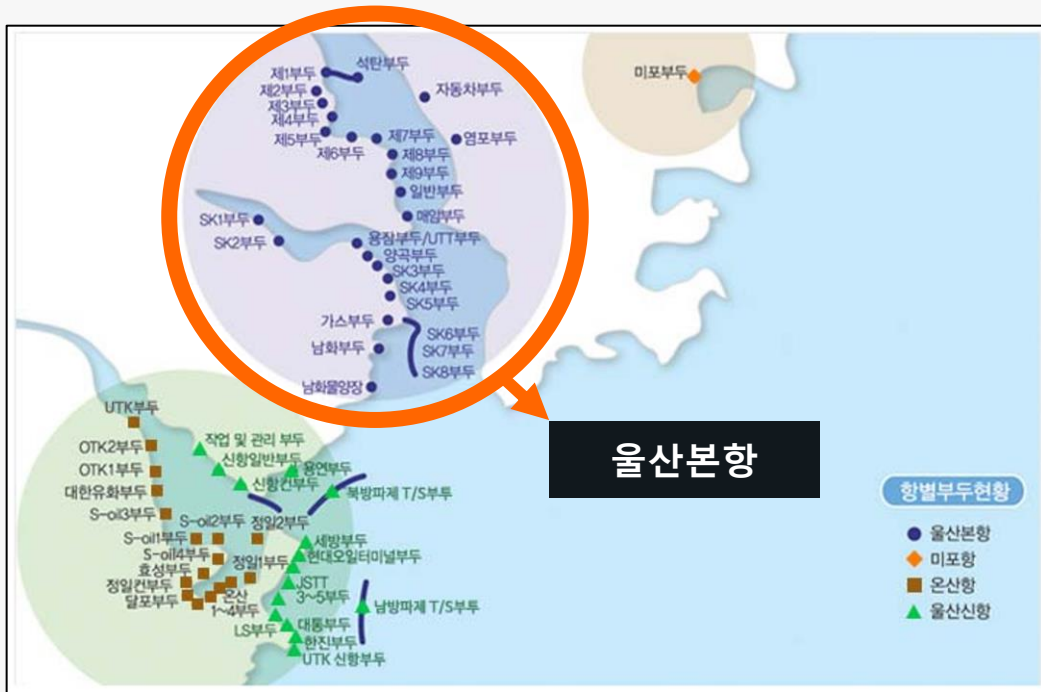 제1부두
석탄부두
제2부두
제3부두
제4부두
제5부두
제6부두
제7부두
제8부두
제9부두
일반부두
매암부두
자동차부두
염포부두
미포부두
SK1부두
SK2부두
용잠부두/UTT부두
양곡부두
SK3부두
SK4부두
SK5부두
가스부두
SK6부두
SK7부두
SK8부두
남화부두
남화물양장
울산본항
UTK부두
OTK2부두
OTK1부두
대한유화부두
S-oil3부두
S-oil2부두
S-oil1부두
S-oil4부두
효성부두
정일컨부두
달포부두
온산
1~4부두
정일1부두
정일2부두
작업 및 관리 부두
신항일반부두
신항컨부두
용연부두
북방파제 T/S부투
세방부두
현대오일터미널부두
JSTT
3~5부두
남방파제 T/S부투
대통부두
LS부두
한진부두
UTK 신항부두
항별부두현황
울산본항
미포항
온산항
울산신항